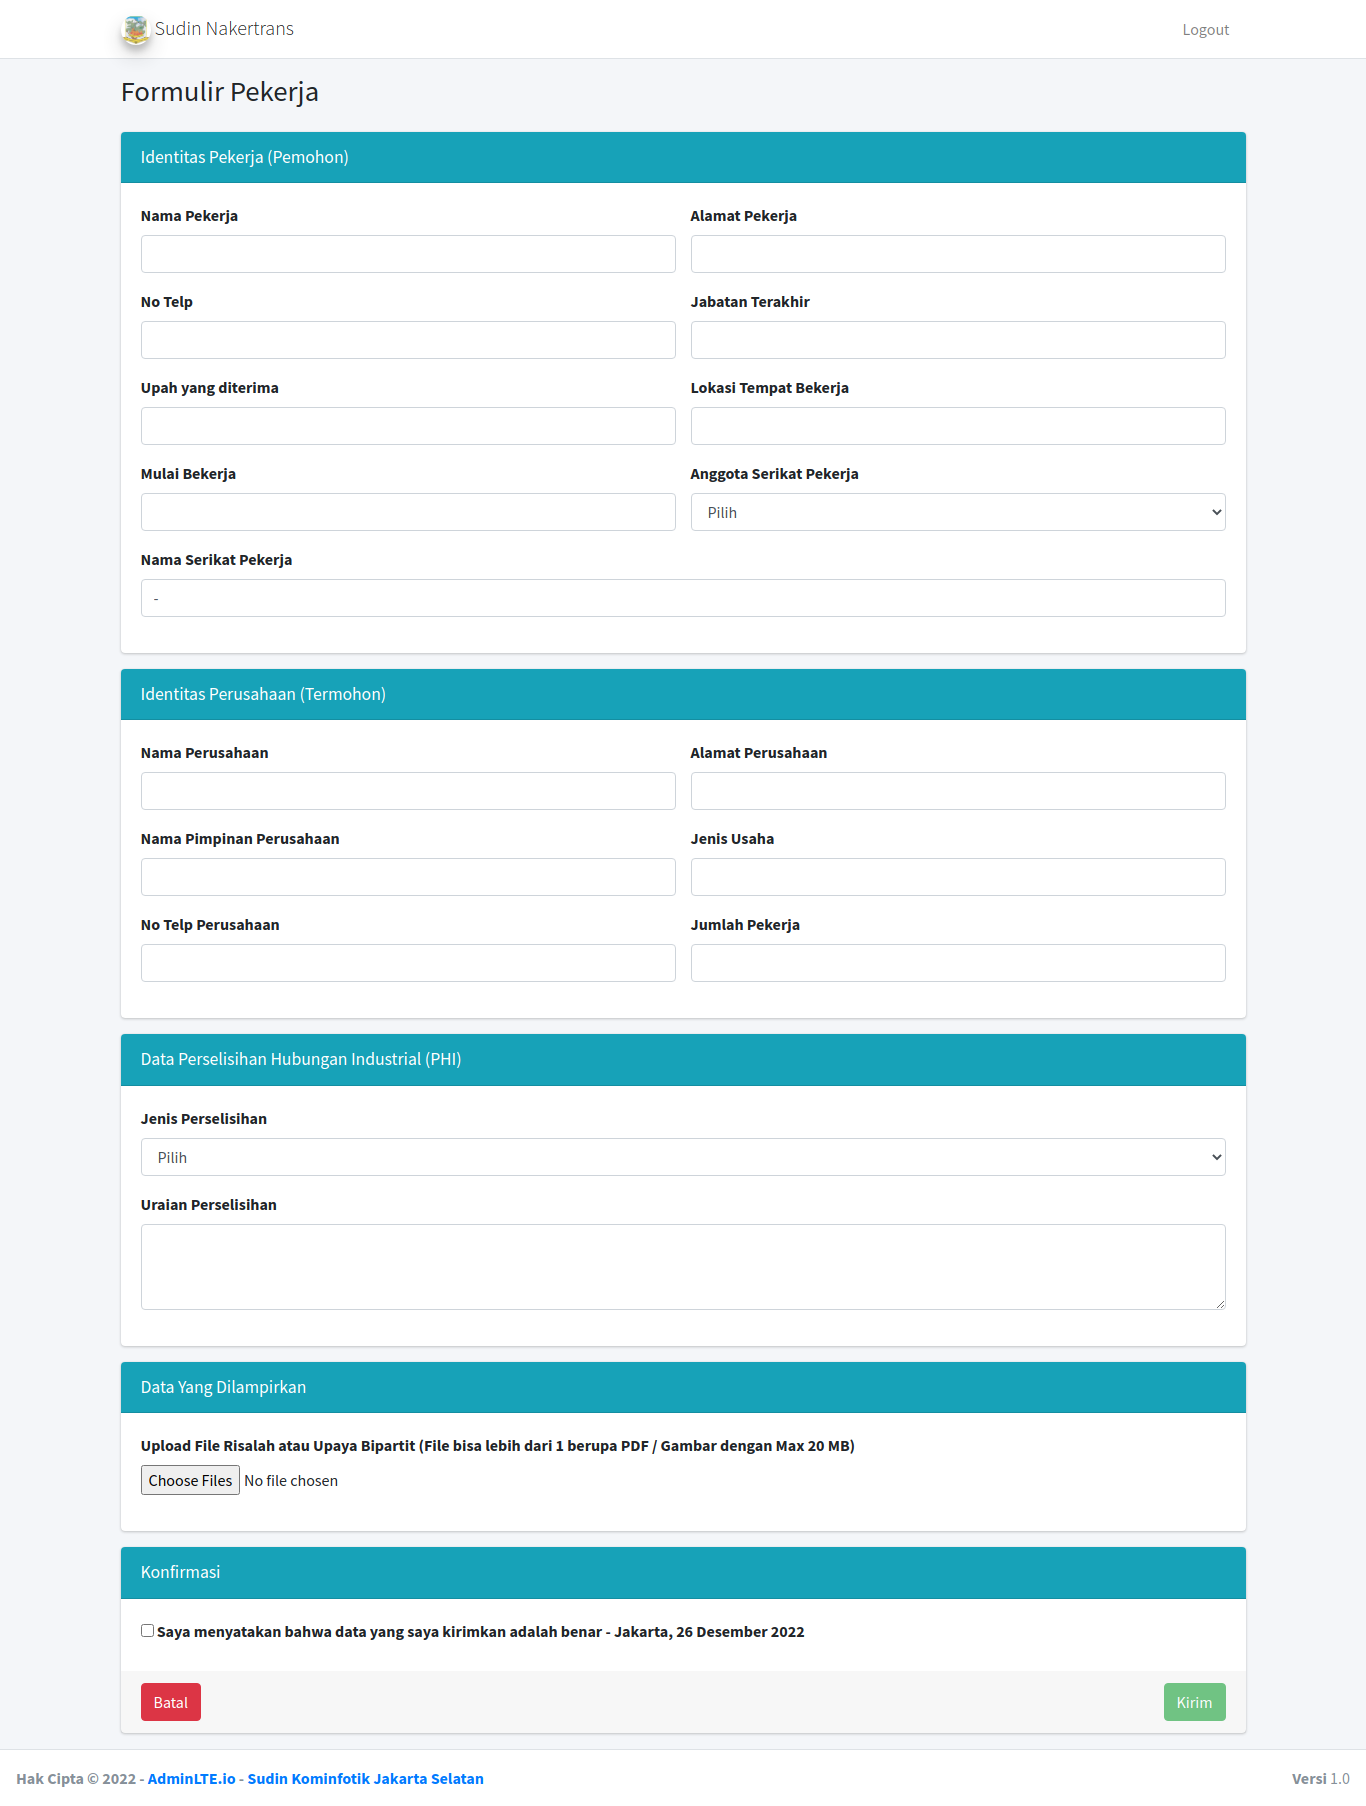 Sudin Nakertrans
Logout
Formulir Pekerja
Identitas Pekerja (Pemohon)
Nama Pekerja
Alamat Pekerja
No Telp
Jabatan Terakhir
Upah yang diterima
Lokasi Tempat Bekerja
Mulai Bekerja
Anggota Serikat Pekerja
Pilih
Nama Serikat Pekerja
-
Identitas Perusahaan (Termohon)
Nama Perusahaan
Alamat Perusahaan
Nama Pimpinan Perusahaan
Jenis Usaha
No Telp Perusahaan
Jumlah Pekerja
Data Perselisihan Hubungan Industrial (PHI)
Jenis Perselisihan
Pilih
Uraian Perselisihan
Data Yang Dilampirkan
Upload File Risalah atau Upaya Bipartit (File bisa lebih dari 1 berupa PDF / Gambar dengan Max 20 MB)
Choose Files No file chosen
Konfirmasi
Saya menyatakan bahwa data yang saya kirimkan adalah benar - Jakarta, 26 Desember 2022
Batal
Kirim
Hak Cipta © 2022 - AdminLTE.io - Sudin Kominfotik Jakarta Selatan
Versi 1.0